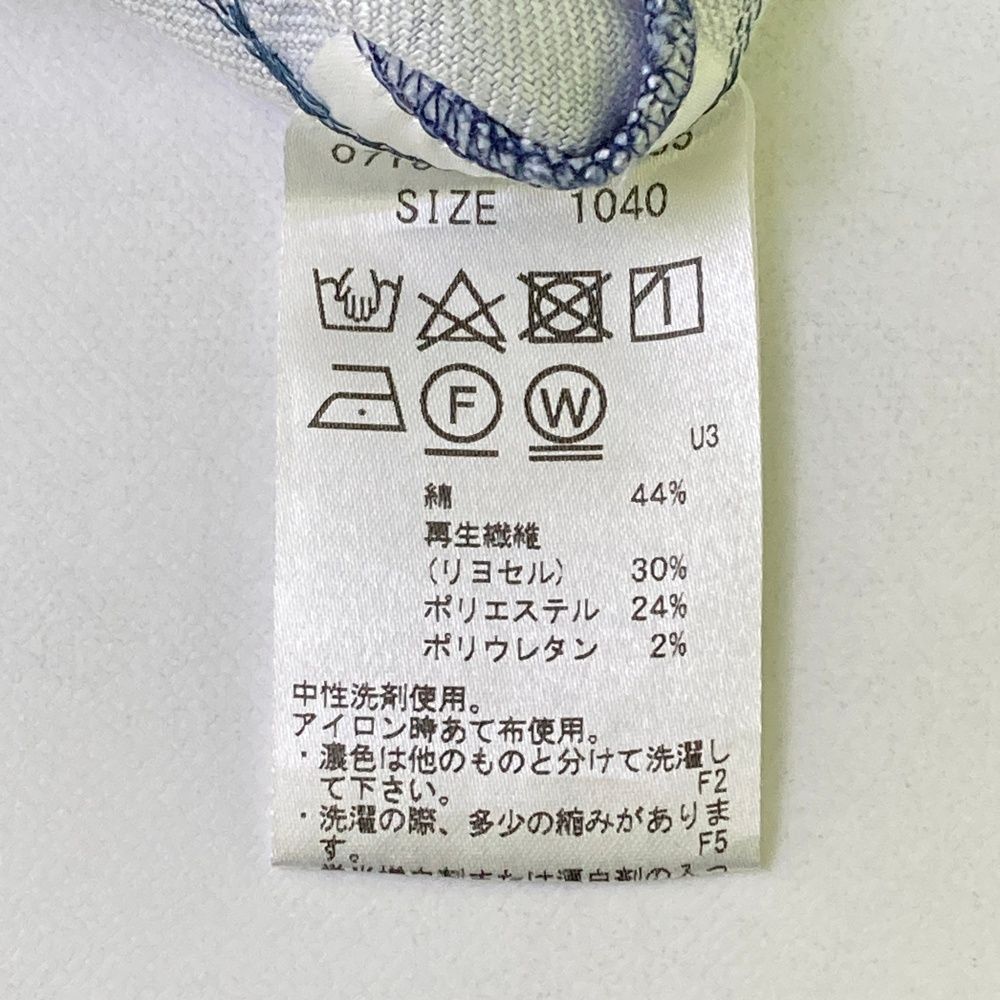 SIZE 1040
F W
U3
綿 44%
再生繊維
(リヨセル) 30%
ポリエステル 24%
ポリウレタン 2%
中性洗剤使用。
アイロン時あて布使用。
・濃色は他のものと分けて洗濯し
て下さい。 F2
・洗濯の際、多少の縮みがありま
す。 F5